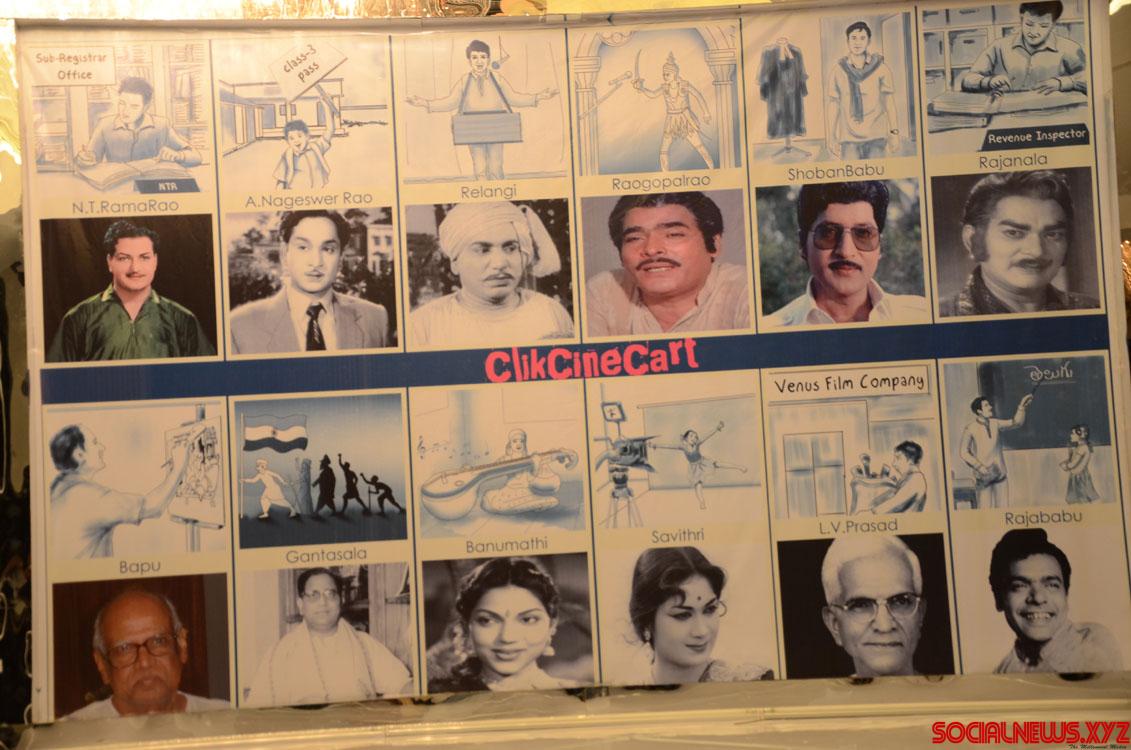 Sub-Registrar
Office
NTR
class-3
pass
Revenue Inspector
N.T.RamaRao
A.Nageswer Rao
Relangi
Raogopalrao
ShobanBabu
Rajanala
ClikCineCart
Venus Film Company
తెలుగు
Bapu
Gantasala
Banumathi
Savithri
L.V.Prasad
Rajababu
SOCIALNEWS.XYZ